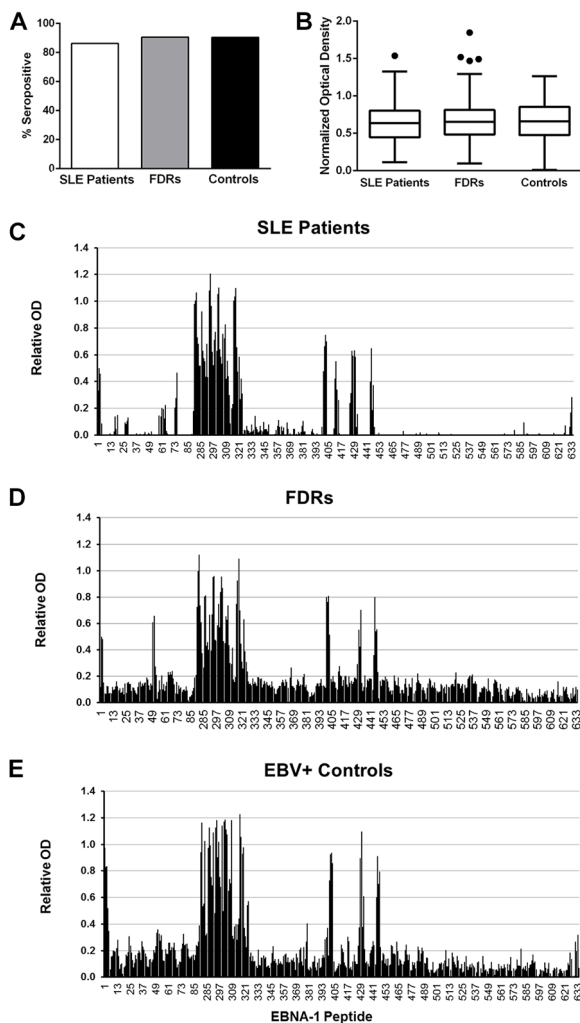 A
B
% Seropositive
100
80
60
40
20
0
SLE Patients FDRs Controls
Normalized Optical Density
2.0
1.5
1.0
0.5
0.0
SLE Patients FDRs Controls
C
SLE Patients
Relative OD
1.4
1.2
1.0
0.8
0.6
0.4
0.2
0
1 13 25 37 49 61 73 85 285 297 309 321 333 345 357 369 381 393 405 417 429 441 453 465 477 489 501 513 525 537 549 561 573 585 597 609 621 633
D
FDRs
Relative OD
1.4
1.2
1.0
0.8
0.6
0.4
0.2
0.0
1 13 25 37 49 61 73 85 285 297 309 321 333 345 357 369 381 393 405 417 429 441 453 465 477 489 501 513 525 537 549 561 573 585 597 609 621 633
E
EBV+ Controls
Relative OD
1.4
1.2
1.0
0.8
0.6
0.4
0.2
0.0
1 13 25 37 49 61 73 85 285 297 309 321 333 345 357 369 381 393 405 417 429 441 453 465 477 489 501 513 525 537 549 561 573 585 597 609 621 633
EBNA-1 Peptide